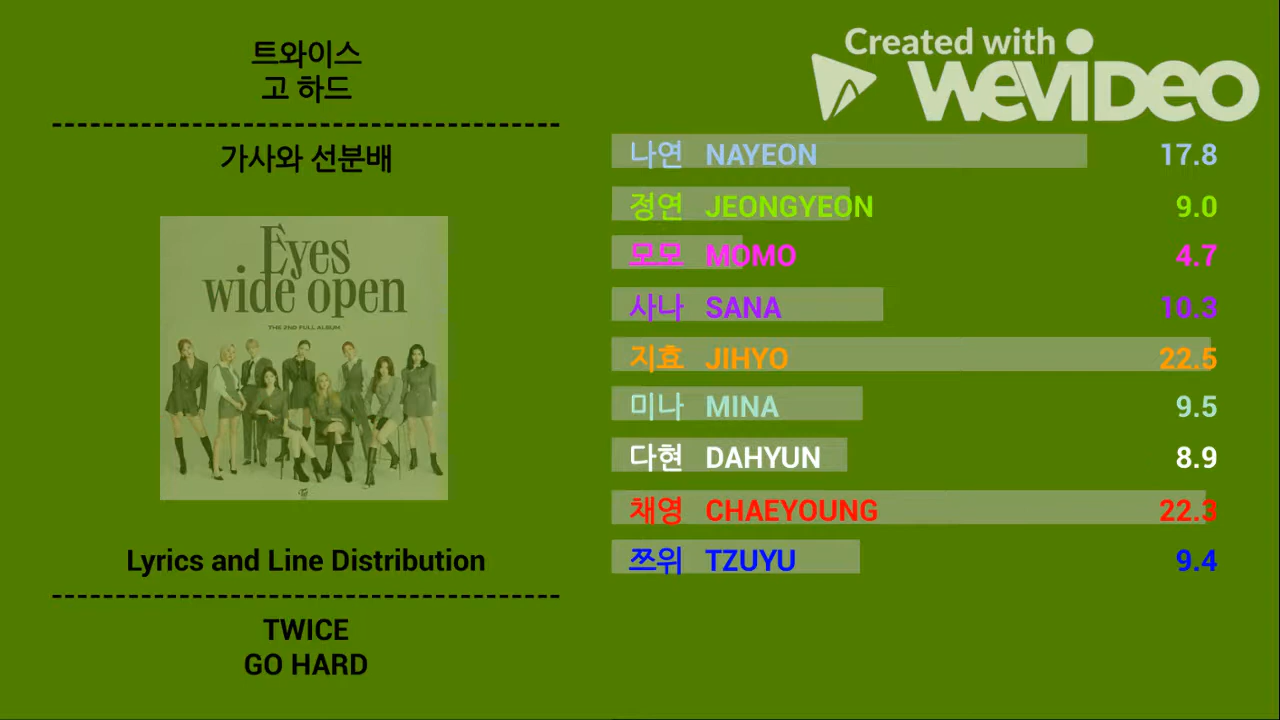 트와이스
고 하드
가사와 선분배
Eyes
wide open
THE 2ND FULL ALBUM
Lyrics and Line Distribution
TWICE
GO HARD
Created with
WEVIDEO
나연 NAYEON 17.8
정연 JEONGYEON 9.0
모모 MOMO 4.7
사나 SANA 10.3
지효 JIHYO 22.5
미나 MINA 9.5
다현 DAHYUN 8.9
채영 CHAEYOUNG 22.3
쯔위 TZUYU 9.4